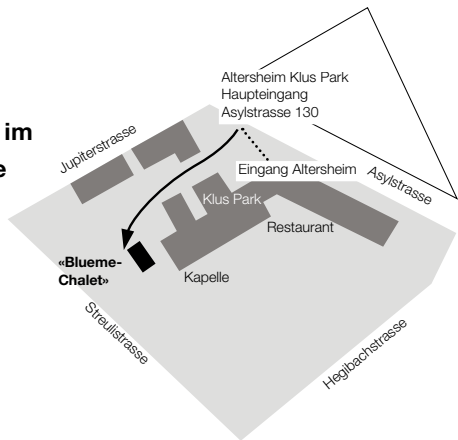 Altersheim Klus Park
Haupteingang
Asylstrasse 130
im
e
Jupiterstrasse
Eingang Altersheim
Asylstrasse
Klus Park
Restaurant
«Blueme-
Chalet»
Kapelle
Streulistrasse
Hegibachstrasse